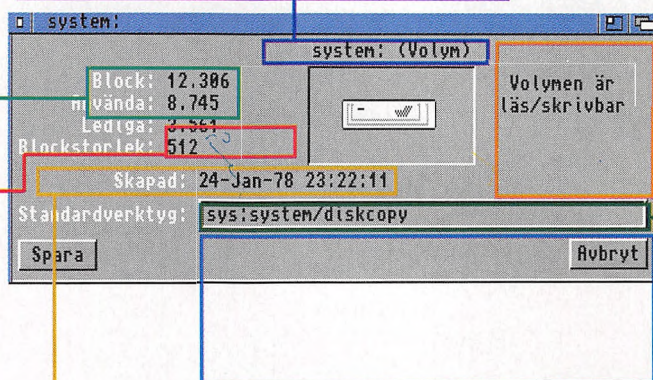 system:
system: (Volym)
Block: 12.306
Använda: 8.745
Lediga: 3.561
Blockstorlek: 512
Skapad: 24-Jan-78 23:22:11
Volymen är
läs/skrivbar
Standardverktyg: sys:system/diskcopy
Spara
Avbryt